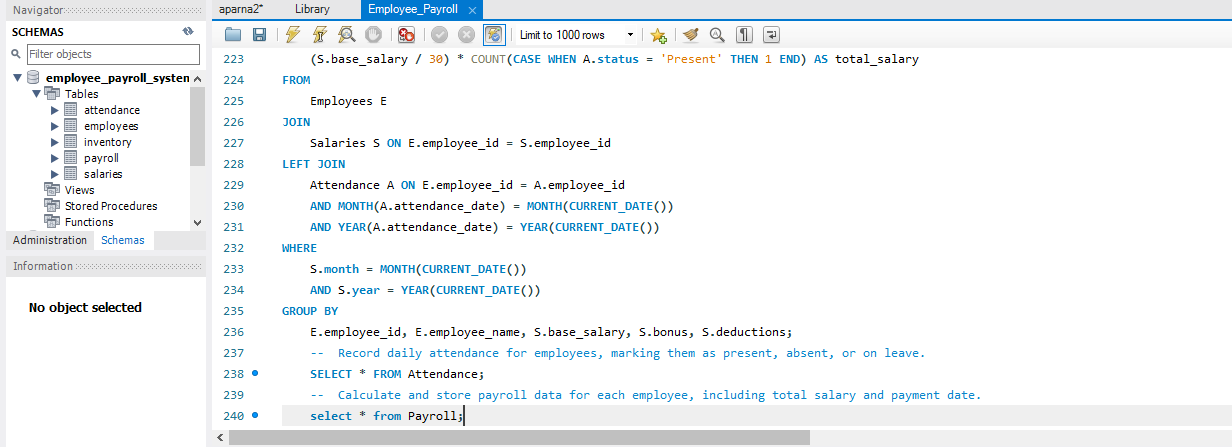 Navigator
SCHEMAS
Filter objects
employee_payroll_system
Tables
attendance
employees
inventory
payroll
salaries
Views
Stored Procedures
Functions
Administration Schemas
Information
No object selected
aparna2* Library Employee_Payroll ×
Limit to 1000 rows
223 (S.base_salary / 30) * COUNT(CASE WHEN A.status = 'Present' THEN 1 END) AS total_salary
224 FROM
225 Employees E
226 JOIN
227 Salaries S ON E.employee_id = S.employee_id
228 LEFT JOIN
229 Attendance A ON E.employee_id = A.employee_id
230 AND MONTH(A.attendance_date) = MONTH(CURRENT_DATE())
231 AND YEAR(A.attendance_date) = YEAR(CURRENT_DATE())
232 WHERE
233 S.month = MONTH(CURRENT_DATE())
234 AND S.year = YEAR(CURRENT_DATE())
235 GROUP BY
236 E.employee_id, E.employee_name, S.base_salary, S.bonus, S.deductions;
237 -- Record daily attendance for employees, marking them as present, absent, or on leave.
238 SELECT * FROM Attendance;
239 -- Calculate and store payroll data for each employee, including total salary and payment date.
240 select * from Payroll;